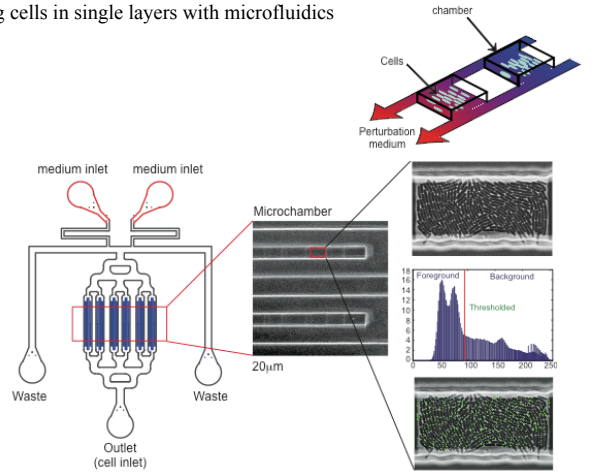 g cells in single layers with microfluidics
chamber
Cells
Perturbation
medium
medium inlet
medium inlet
Microchamber
20μm
Waste
Waste
Outlet
(cell inlet)
Foreground
Background
Thresholded
18
16
14
12
10
8
6
4
2
0
0 50 100 150 200 250